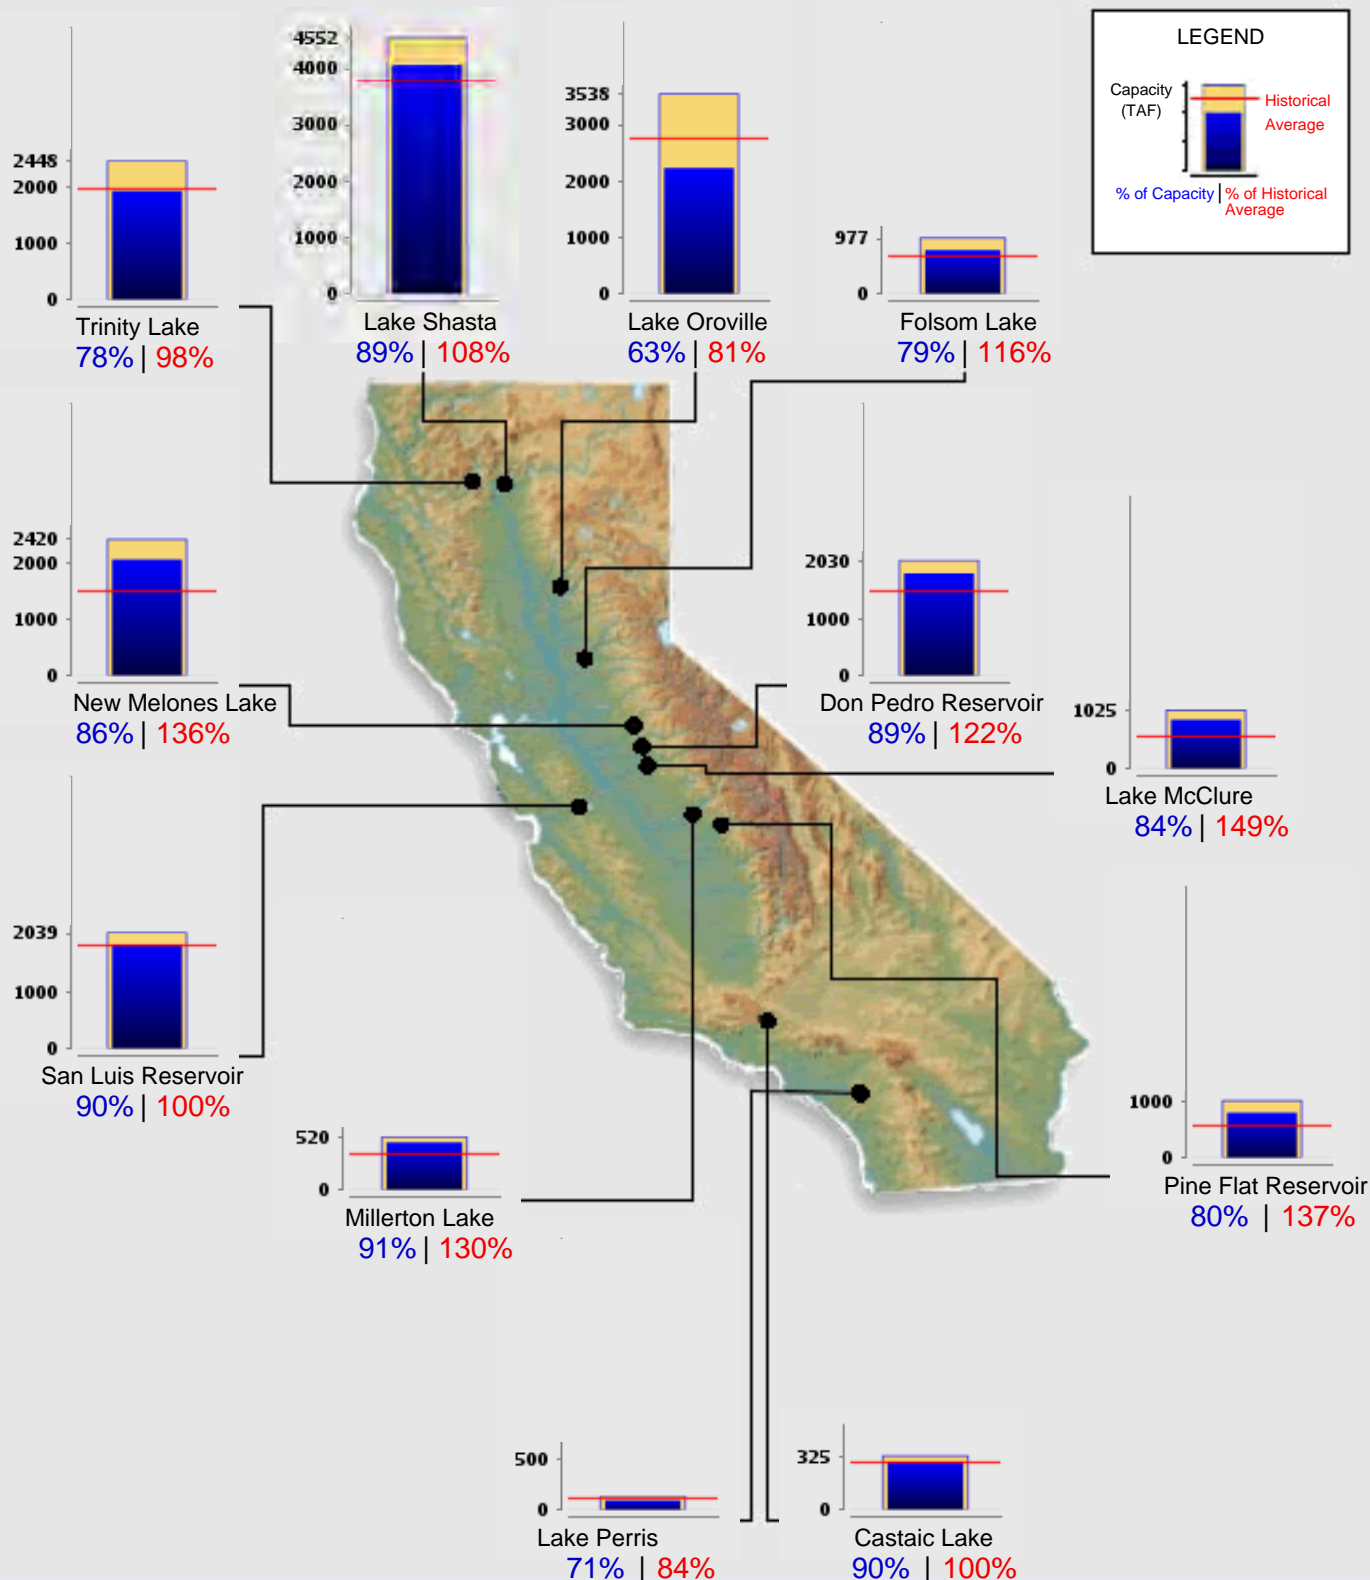 LEGEND
Capacity
(TAF)
Historical
Average
% of Capacity | % of Historical
Average
2448
2000
1000
0
Trinity Lake
78% | 98%
4552
4000
3000
2000
1000
0
Lake Shasta
89% | 108%
3538
3000
2000
1000
0
Lake Oroville
63% | 81%
977
0
Folsom Lake
79% | 116%
2420
2000
1000
0
New Melones Lake
86% | 136%
2030
1000
0
Don Pedro Reservoir
89% | 122%
1025
0
Lake McClure
84% | 149%
2039
1000
0
San Luis Reservoir
90% | 100%
520
0
Millerton Lake
91% | 130%
1000
0
Pine Flat Reservoir
80% | 137%
500
0
Lake Perris
71% | 84%
325
0
Castaic Lake
90% | 100%